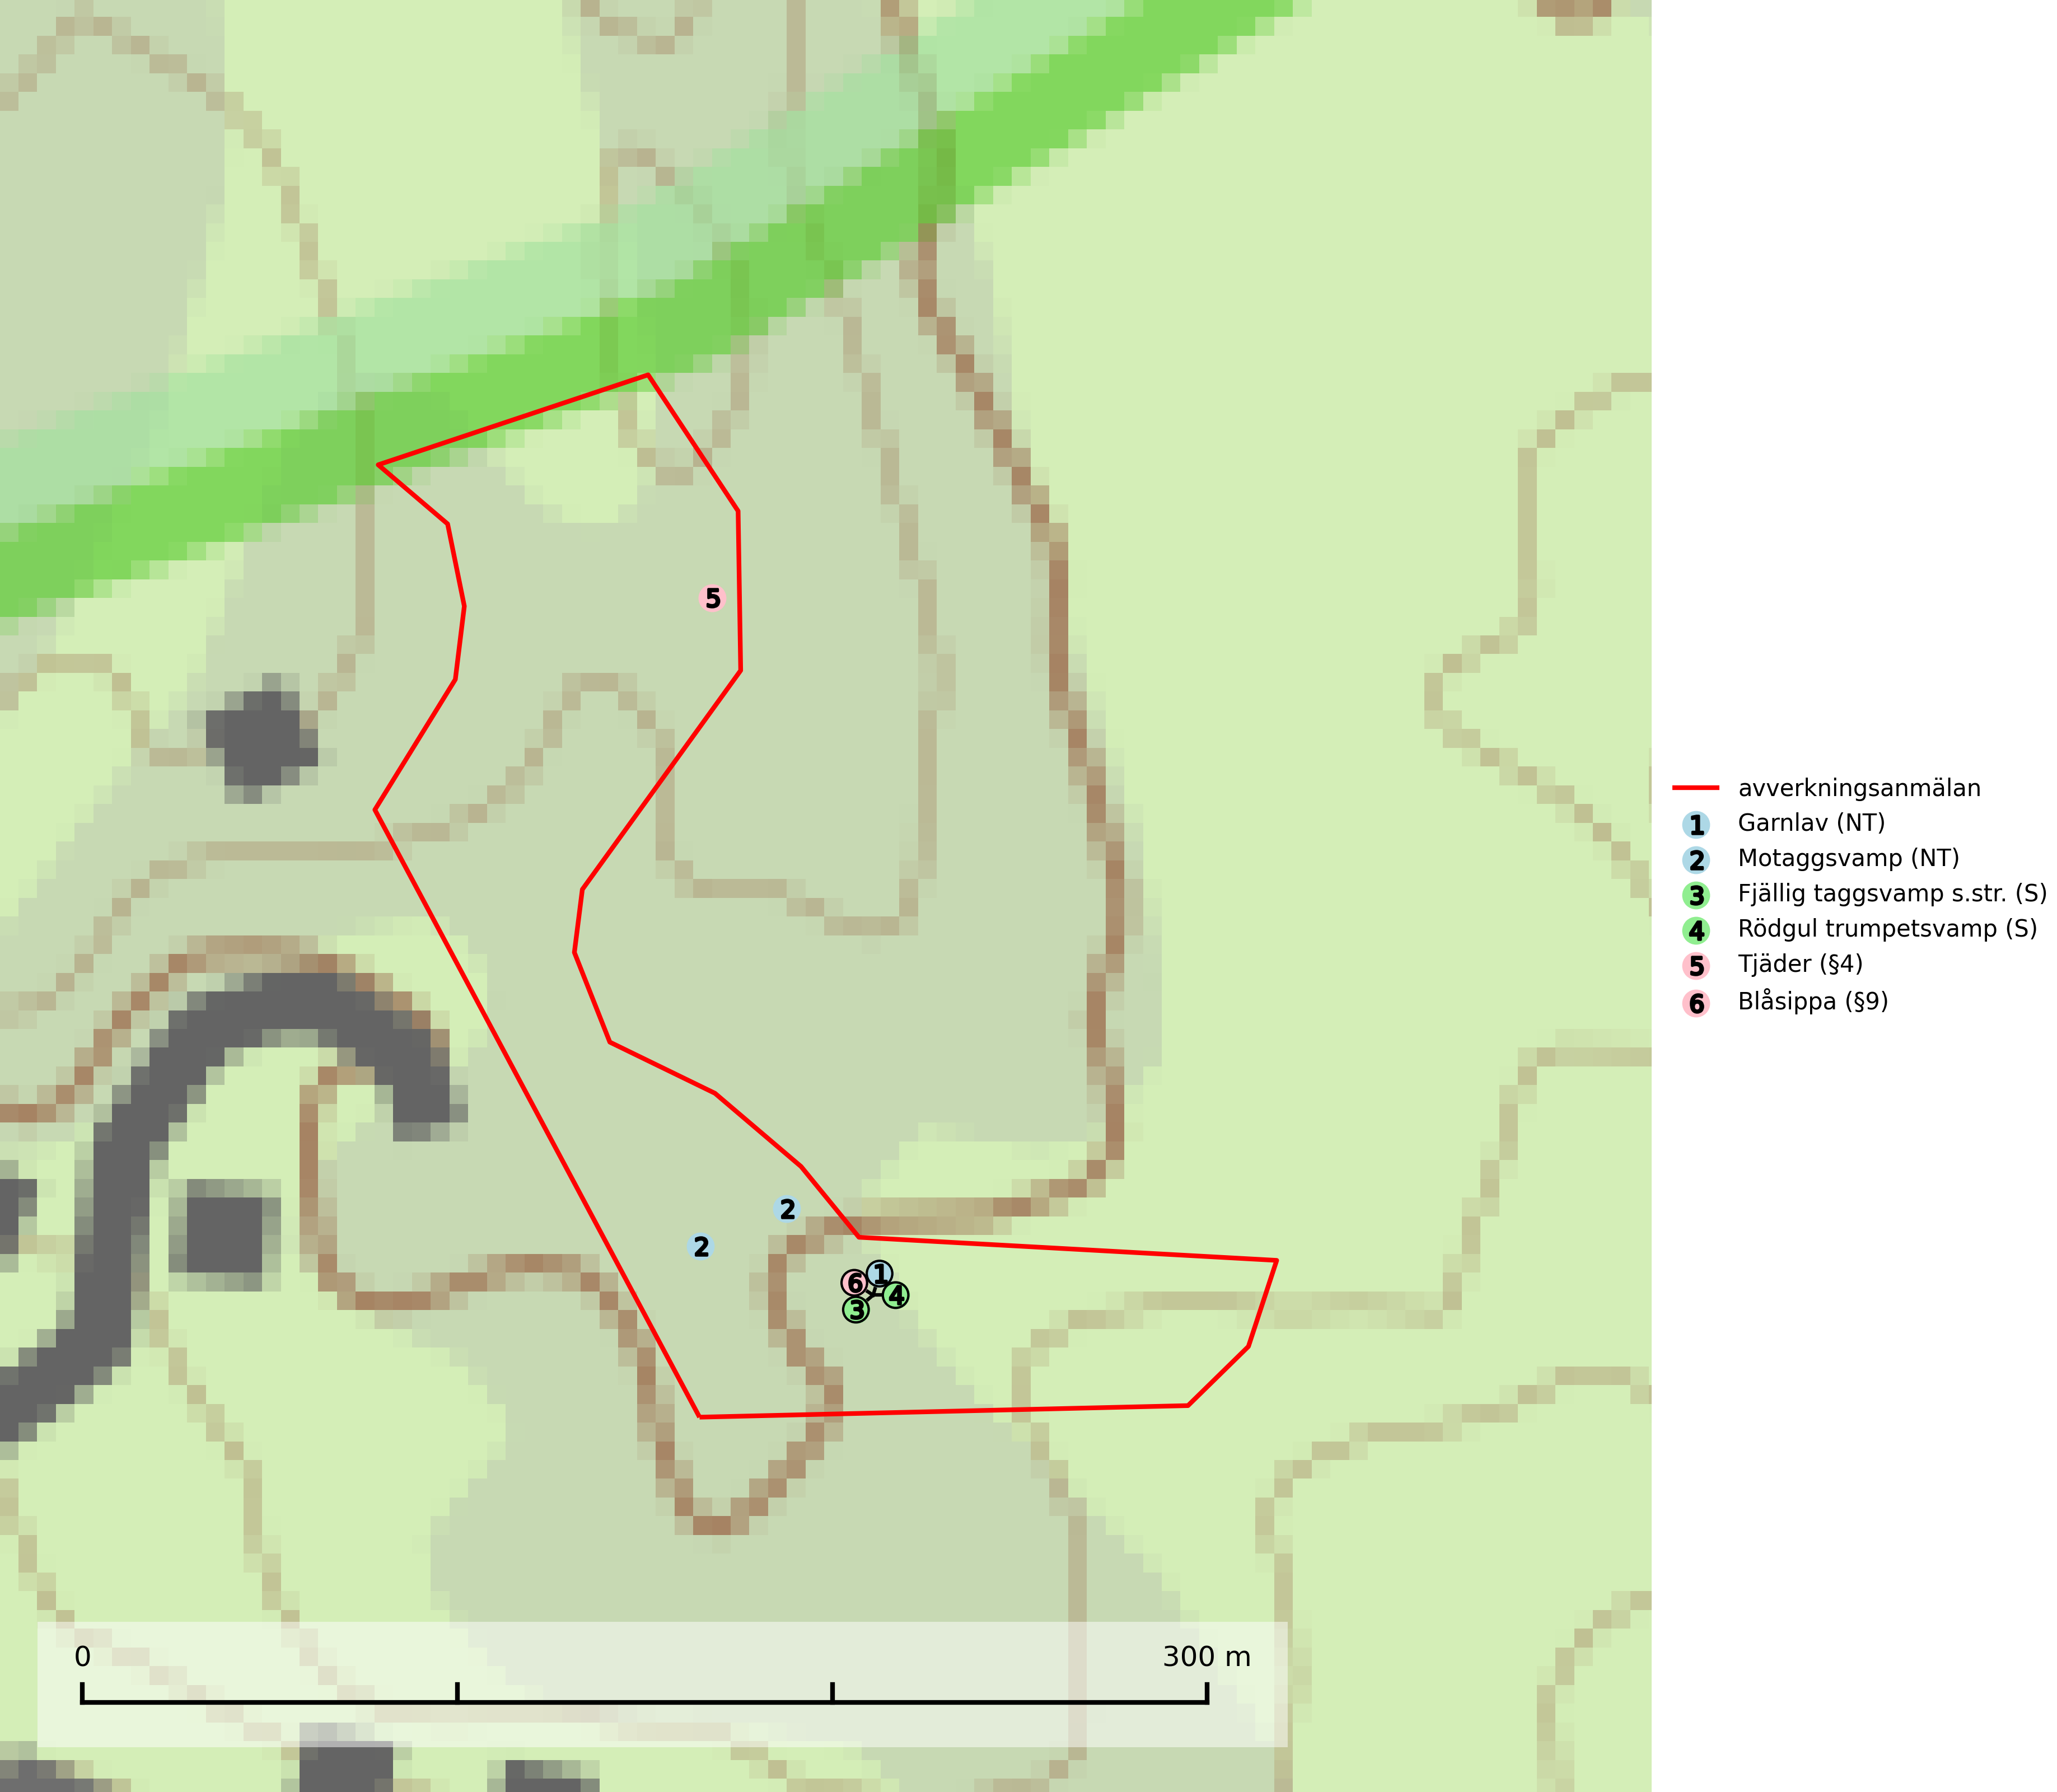 5
2
2
1
6
4
3
0
300 m
avverkningsanmälan
1 Garnlav (NT)
2 Motaggsvamp (NT)
3 Fjällig taggsvamp s.str. (S)
4 Rödgul trumpetsvamp (S)
5 Tjäder (§4)
6 Blåsippa (§9)